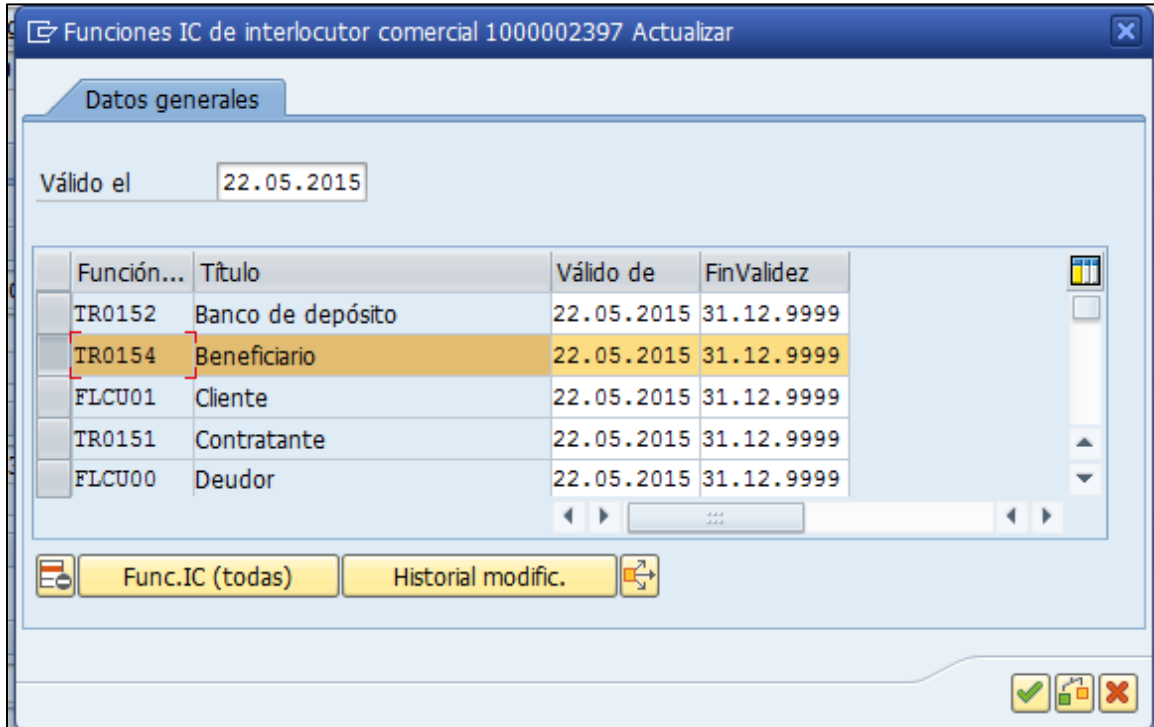 Funciones IC de interlocutor comercial 1000002397 Actualizar
Datos generales
Válido el 22.05.2015
Función... Título Válido de FinValidez
TR0152 Banco de depósito 22.05.2015 31.12.9999
TR0154 Beneficiario 22.05.2015 31.12.9999
FLCU01 Cliente 22.05.2015 31.12.9999
TR0151 Contratante 22.05.2015 31.12.9999
FLCU00 Deudor 22.05.2015 31.12.9999
Func.IC (todas) Historial modific.